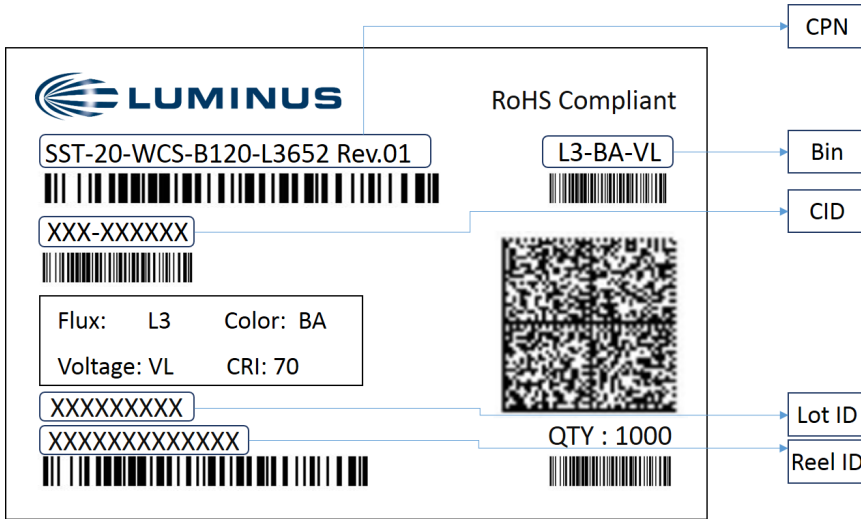 CPN
LUMINUS
RoHS Compliant
SST-20-WCS-B120-L3652 Rev.01
L3-BA-VL
Bin
CID
XXX-XXXXXX
Flux: L3 Color: BA
Voltage: VL CRI: 70
XXXXXXXXX
Lot ID
XXXXXXXXXXXXX
QTY : 1000
Reel ID